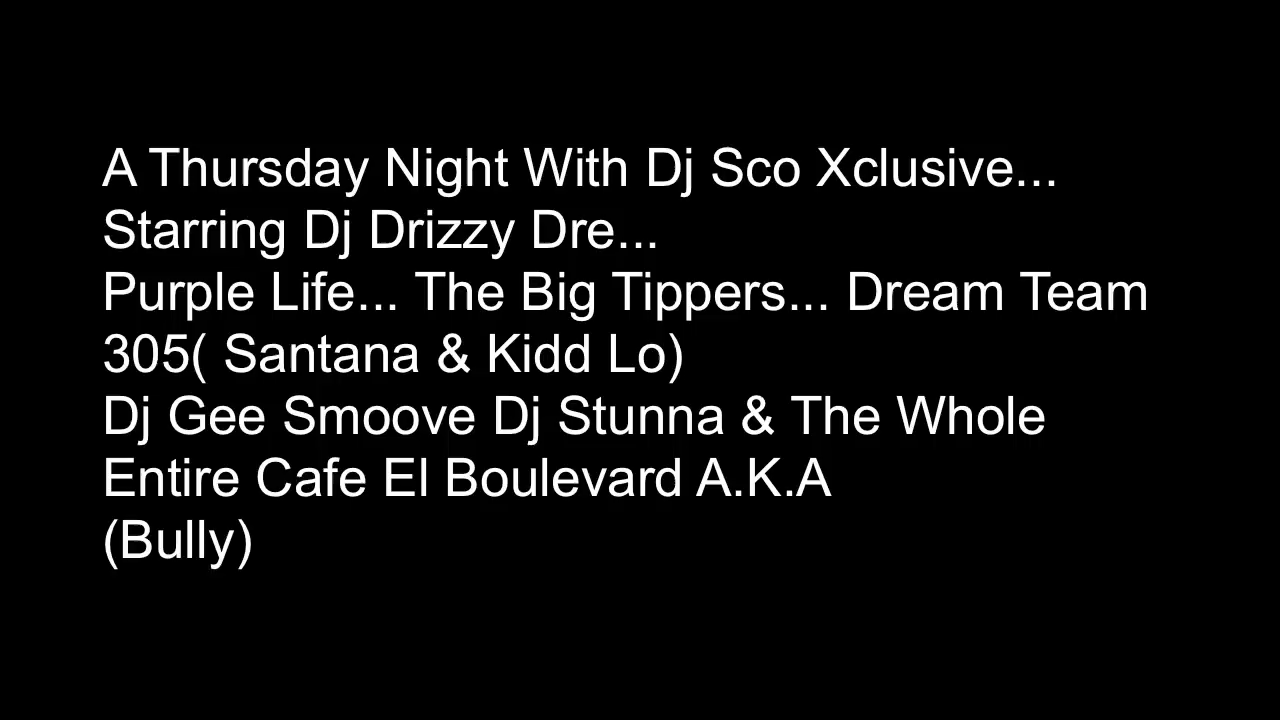 A Thursday Night With Dj Sco Xclusive...
Starring Dj Drizzy Dre...
Purple Life... The Big Tippers... Dream Team
305( Santana & Kidd Lo)
Dj Gee Smoove Dj Stunna & The Whole
Entire Cafe El Boulevard A.K.A
(Bully)